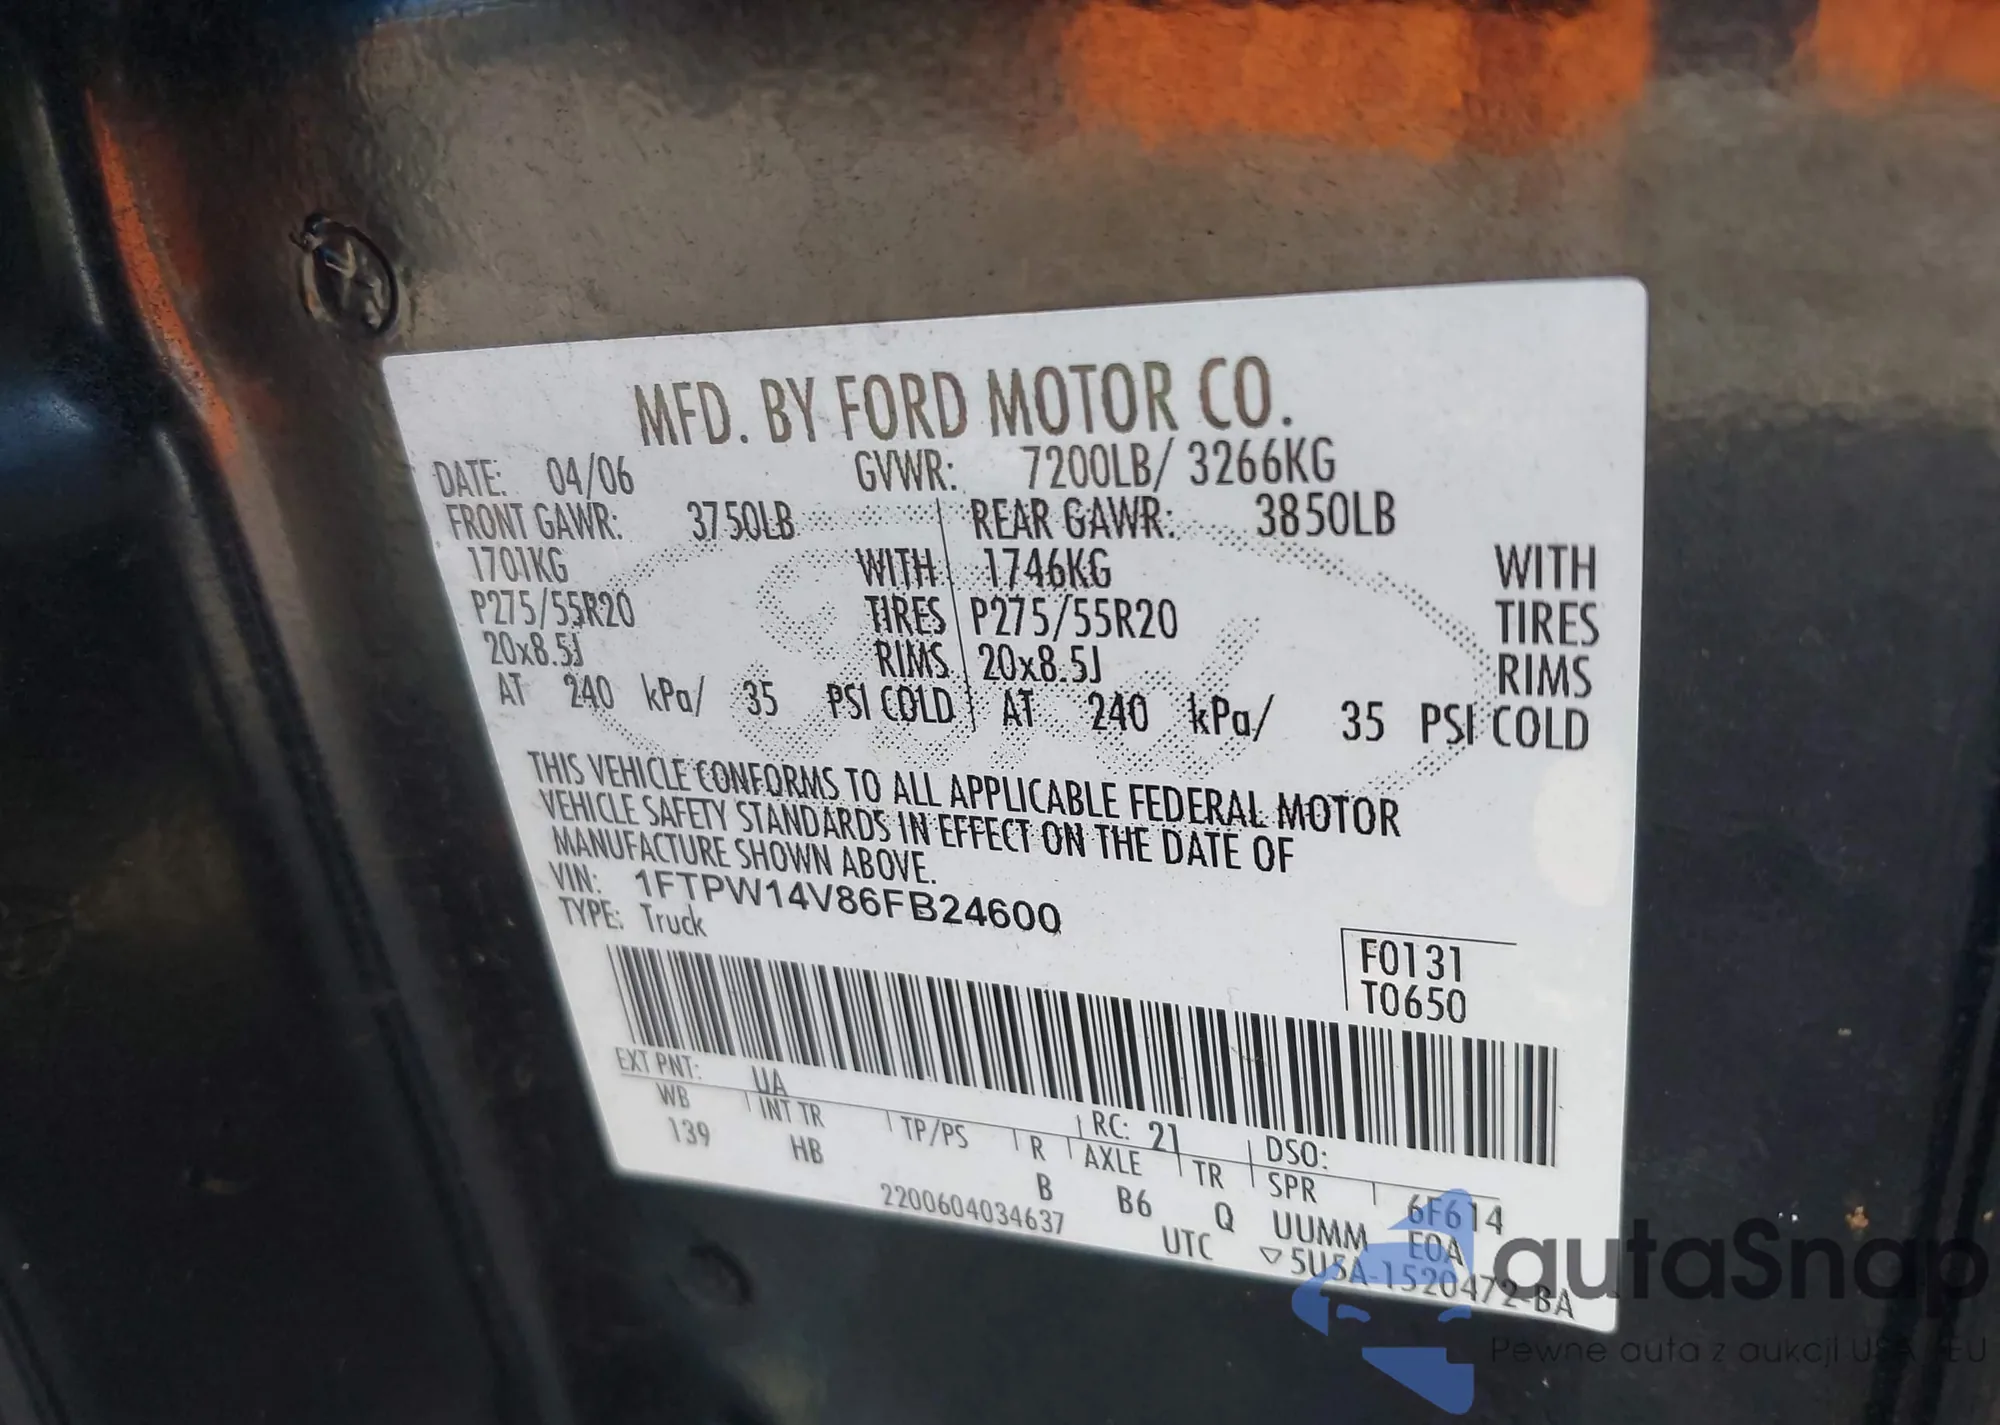 MFD. BY FORD MOTOR CO.
DATE: 04/06 GVWR: 7200LB/ 3266KG
FRONT GAWR: 3750LB REAR GAWR: 3850LB
1701KG WITH 1746KG WITH
P275/55R20 TIRES P275/55R20 TIRES
20x8.5J RIMS 20x8.5J RIMS
AT 240 kPa/ 35 PSI COLD AT 240 kPa/ 35 PSI COLD
THIS VEHICLE CONFORMS TO ALL APPLICABLE FEDERAL MOTOR
VEHICLE SAFETY STANDARDS IN EFFECT ON THE DATE OF
MANUFACTURE SHOWN ABOVE.
VIN: 1FTPW14V86FB24600
TYPE: Truck
F0131
T0650
EXT PNT: UA RC: 21 DSO:
WB INT TR TP/PS R AXLE TR SPR
139 HB B B6 Q UUMM 6F614
E0A
2200604034637 UTC ▽5U5A-1520472-BA
autaSnap
Pewne auta z aukcji USA i EU